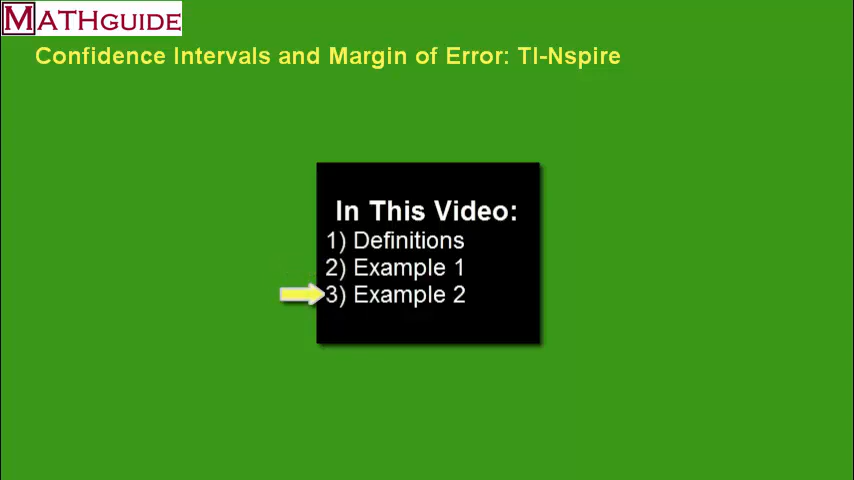 MATHGUIDE
Confidence Intervals and Margin of Error: TI-Nspire
In This Video:
1) Definitions
2) Example 1
3) Example 2